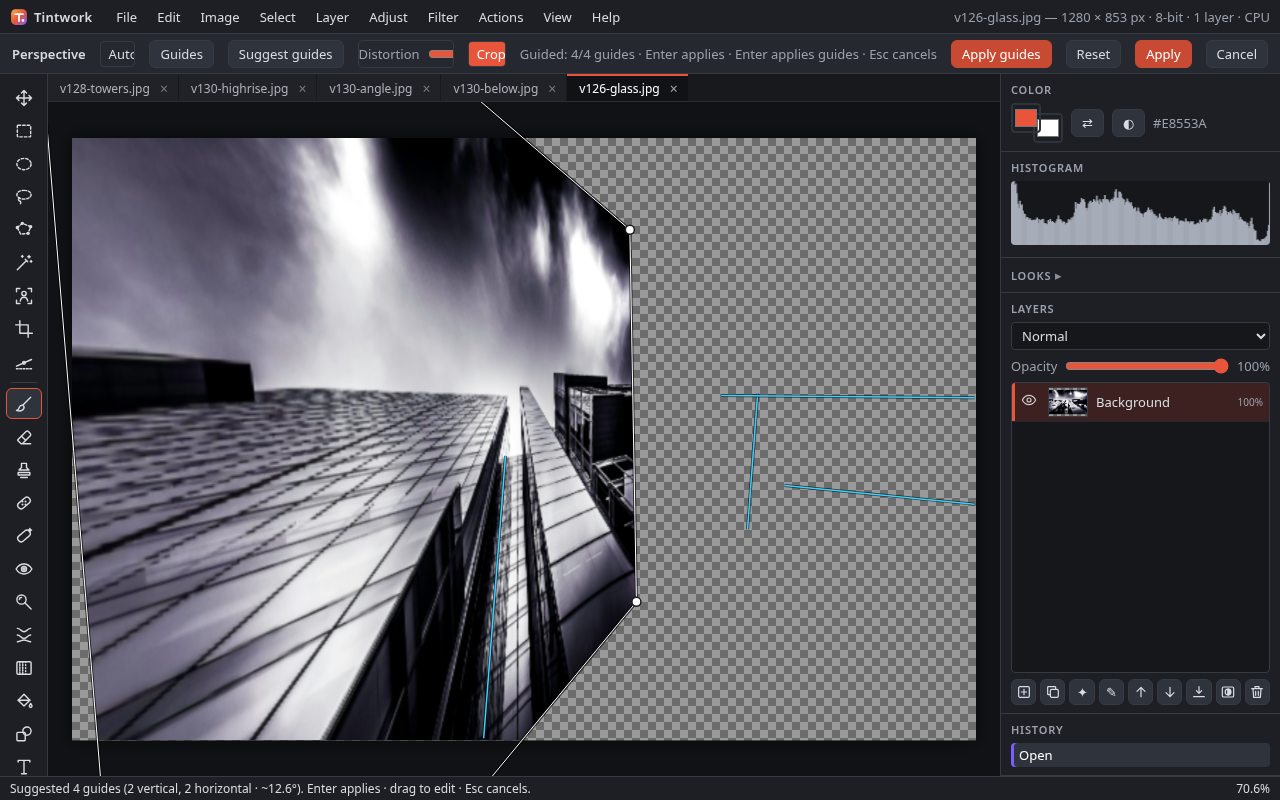 Tintwork File Edit Image Select Layer Adjust Filter Actions View Help v126-glass.jpg — 1280 × 853 px · 8-bit · 1 layer · CPU
Perspective Auto Guides Suggest guides Distortion Crop Guided: 4/4 guides · Enter applies · Enter applies guides · Esc cancels Apply guides Reset Apply Cancel
v128-towers.jpg × v130-highrise.jpg × v130-angle.jpg × v130-below.jpg × v126-glass.jpg ×
COLOR
#E8553A
HISTOGRAM
LOOKS ▸
LAYERS
Normal
Opacity 100%
Background 100%
HISTORY
Open
Suggested 4 guides (2 vertical, 2 horizontal · ~12.6°). Enter applies · drag to edit · Esc cancels. 70.6%